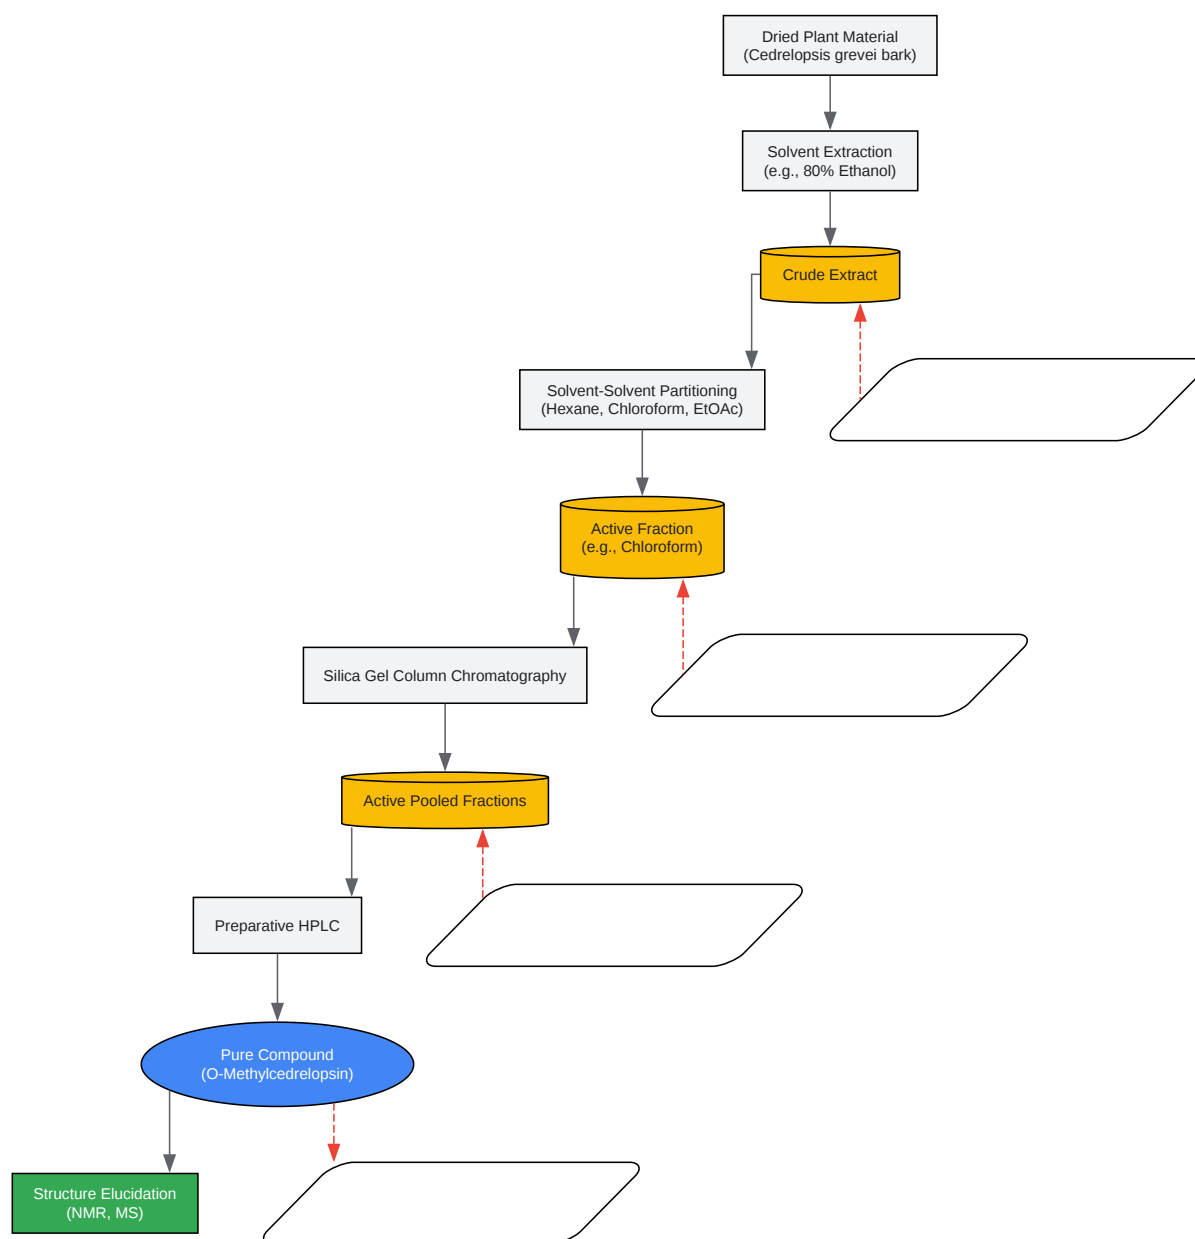 Dried Plant Material
(Cedrelopsis grevei bark)
Solvent Extraction
(e.g., 80% Ethanol)
Crude Extract
Solvent-Solvent Partitioning
(Hexane, Chloroform, EtOAc)
Active Fraction
(e.g., Chloroform)
Silica Gel Column Chromatography
Active Pooled Fractions
Preparative HPLC
Pure Compound
(O-Methylcedrelopsin)
Structure Elucidation
(NMR, MS)